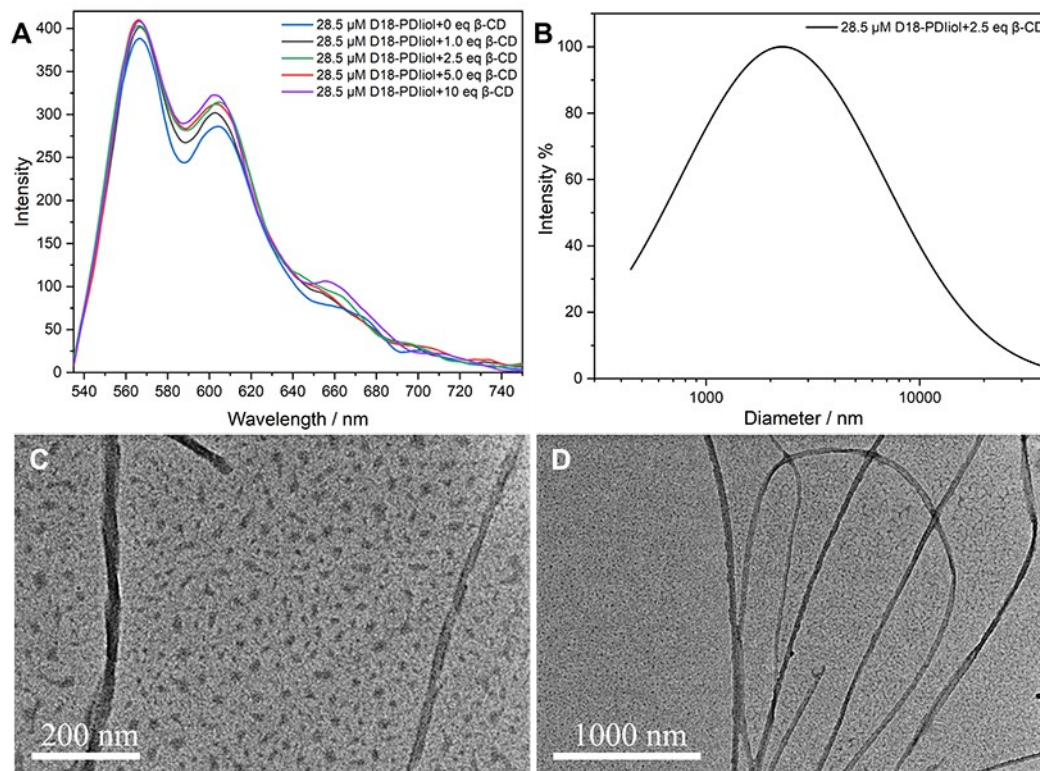 A
28.5 µM D18-PDIiol+0 eq β-CD
28.5 µM D18-PDIiol+1.0 eq β-CD
28.5 µM D18-PDIiol+2.5 eq β-CD
28.5 µM D18-PDIiol+5.0 eq β-CD
28.5 µM D18-PDIiol+10 eq β-CD
Intensity
400
350
300
250
200
150
100
50
0
540 560 580 600 620 640 660 680 700 720 740
Wavelength / nm
B
28.5 µM D18-PDIiol+2.5 eq β-CD
Intensity %
100
80
60
40
20
0
1000 10000
Diameter / nm
C
200 nm
D
1000 nm